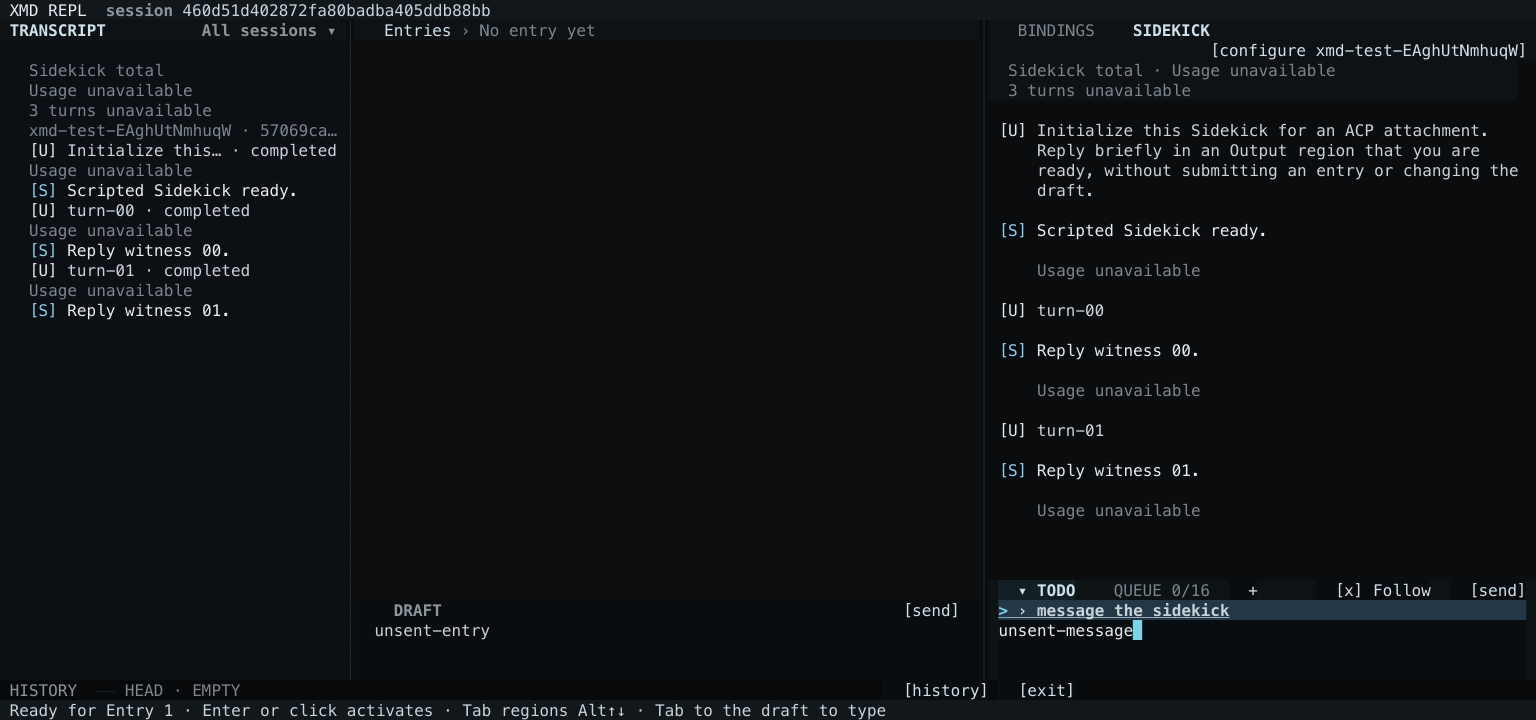 XMD REPL  session 460d51d402872fa80badba405ddb88bb
TRANSCRIPT  All sessions ▾
Sidekick total
Usage unavailable
3 turns unavailable
xmd-test-EAghUtNmhuqW · 57069ca…
[U] Initialize this… · completed
Usage unavailable
[S] Scripted Sidekick ready.
[U] turn-00 · completed
Usage unavailable
[S] Reply witness 00.
[U] turn-01 · completed
Usage unavailable
[S] Reply witness 01.
Entries › No entry yet
DRAFT  [send]
unsent-entry
BINDINGS  SIDEKICK
[configure xmd-test-EAghUtNmhuqW]
Sidekick total · Usage unavailable
3 turns unavailable
[U] Initialize this Sidekick for an ACP attachment.
Reply briefly in an Output region that you are
ready, without submitting an entry or changing the
draft.
[S] Scripted Sidekick ready.
Usage unavailable
[U] turn-00
[S] Reply witness 00.
Usage unavailable
[U] turn-01
[S] Reply witness 01.
Usage unavailable
▾ TODO  QUEUE 0/16  +  [x] Follow  [send]
> › message the sidekick
unsent-message
HISTORY  —— HEAD · EMPTY  [history]  [exit]
Ready for Entry 1 · Enter or click activates · Tab regions Alt↑↓ · Tab to the draft to type